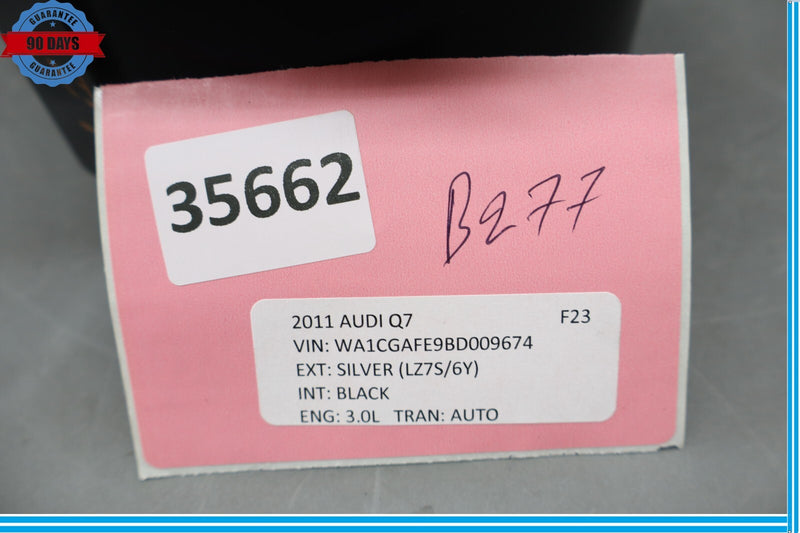 GUARANTEE
90 DAYS
GUARANTEE
35662
B277
2011 AUDI Q7 F23
VIN: WA1CGAFE9BD009674
EXT: SILVER (LZ7S/6Y)
INT: BLACK
ENG: 3.0L TRAN: AUTO